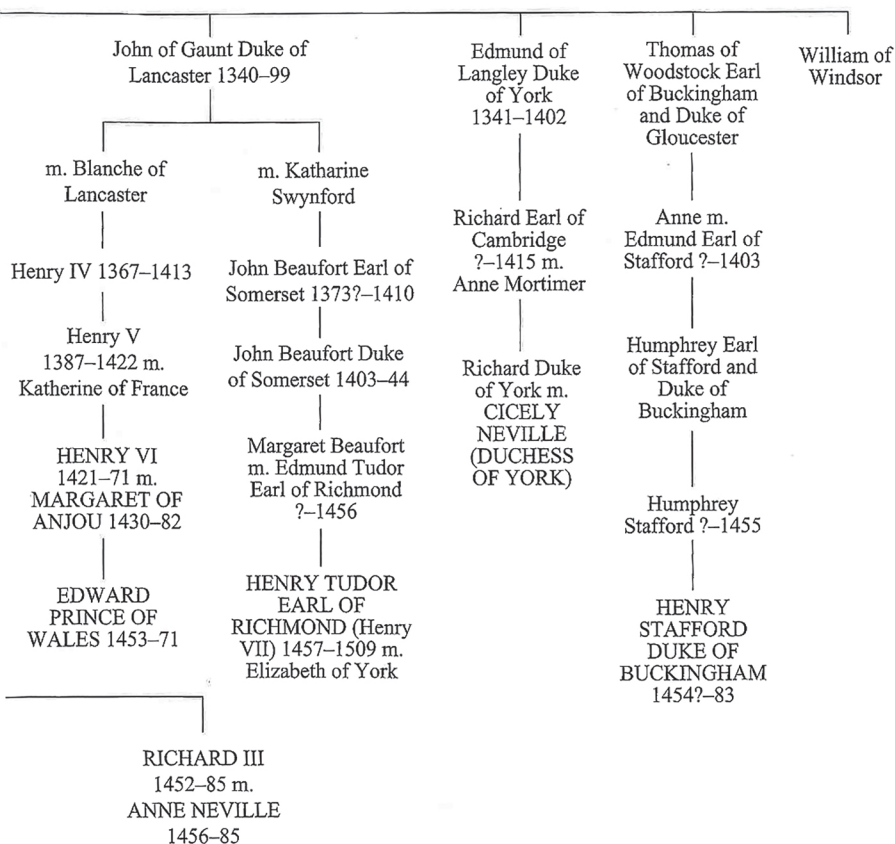 John of Gaunt Duke of
Lancaster 1340–99
Edmund of
Langley Duke
of York
1341–1402
Thomas of
Woodstock Earl
of Buckingham
and Duke of
Gloucester
William of
Windsor
m. Blanche of
Lancaster
m. Katharine
Swynford
Richard Earl of
Cambridge
?–1415 m.
Anne Mortimer
Anne m.
Edmund Earl of
Stafford ?–1403
Henry IV 1367–1413
John Beaufort Earl of
Somerset 1373?–1410
Henry V
1387–1422 m.
Katherine of France
John Beaufort Duke
of Somerset 1403–44
Richard Duke
of York m.
CICELY
NEVILLE
(DUCHESS
OF YORK)
Humphrey Earl
of Stafford and
Duke of
Buckingham
HENRY VI
1421–71 m.
MARGARET OF
ANJOU 1430–82
Margaret Beaufort
m. Edmund Tudor
Earl of Richmond
?–1456
Humphrey
Stafford ?–1455
EDWARD
PRINCE OF
WALES 1453–71
HENRY TUDOR
EARL OF
RICHMOND (Henry
VII) 1457–1509 m.
Elizabeth of York
HENRY
STAFFORD
DUKE OF
BUCKINGHAM
1454?–83
RICHARD III
1452–85 m.
ANNE NEVILLE
1456–85